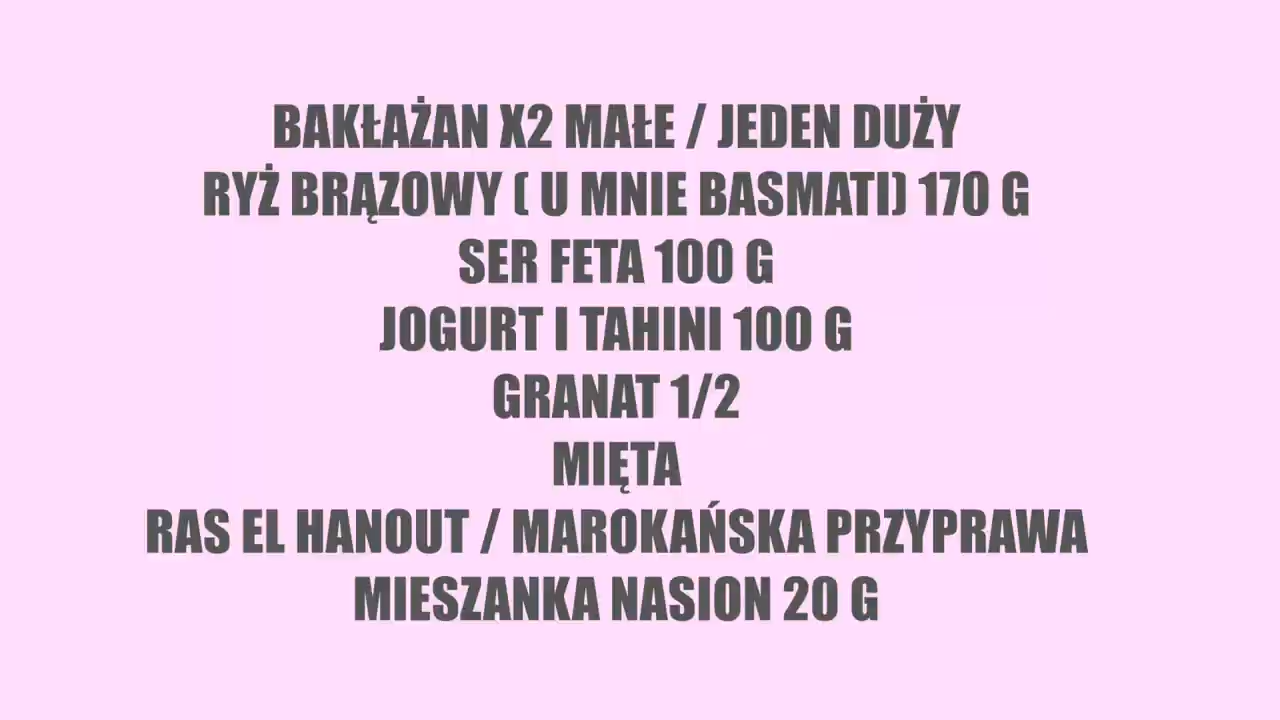 BAKŁAŻAN X2 MAŁE / JEDEN DUŻY
RYŻ BRĄZOWY ( U MNIE BASMATI) 170 G
SER FETA 100 G
JOGURT I TAHINI 100 G
GRANAT 1/2
MIĘTA
RAS EL HANOUT / MAROKAŃSKA PRZYPRAWA
MIESZANKA NASION 20 G